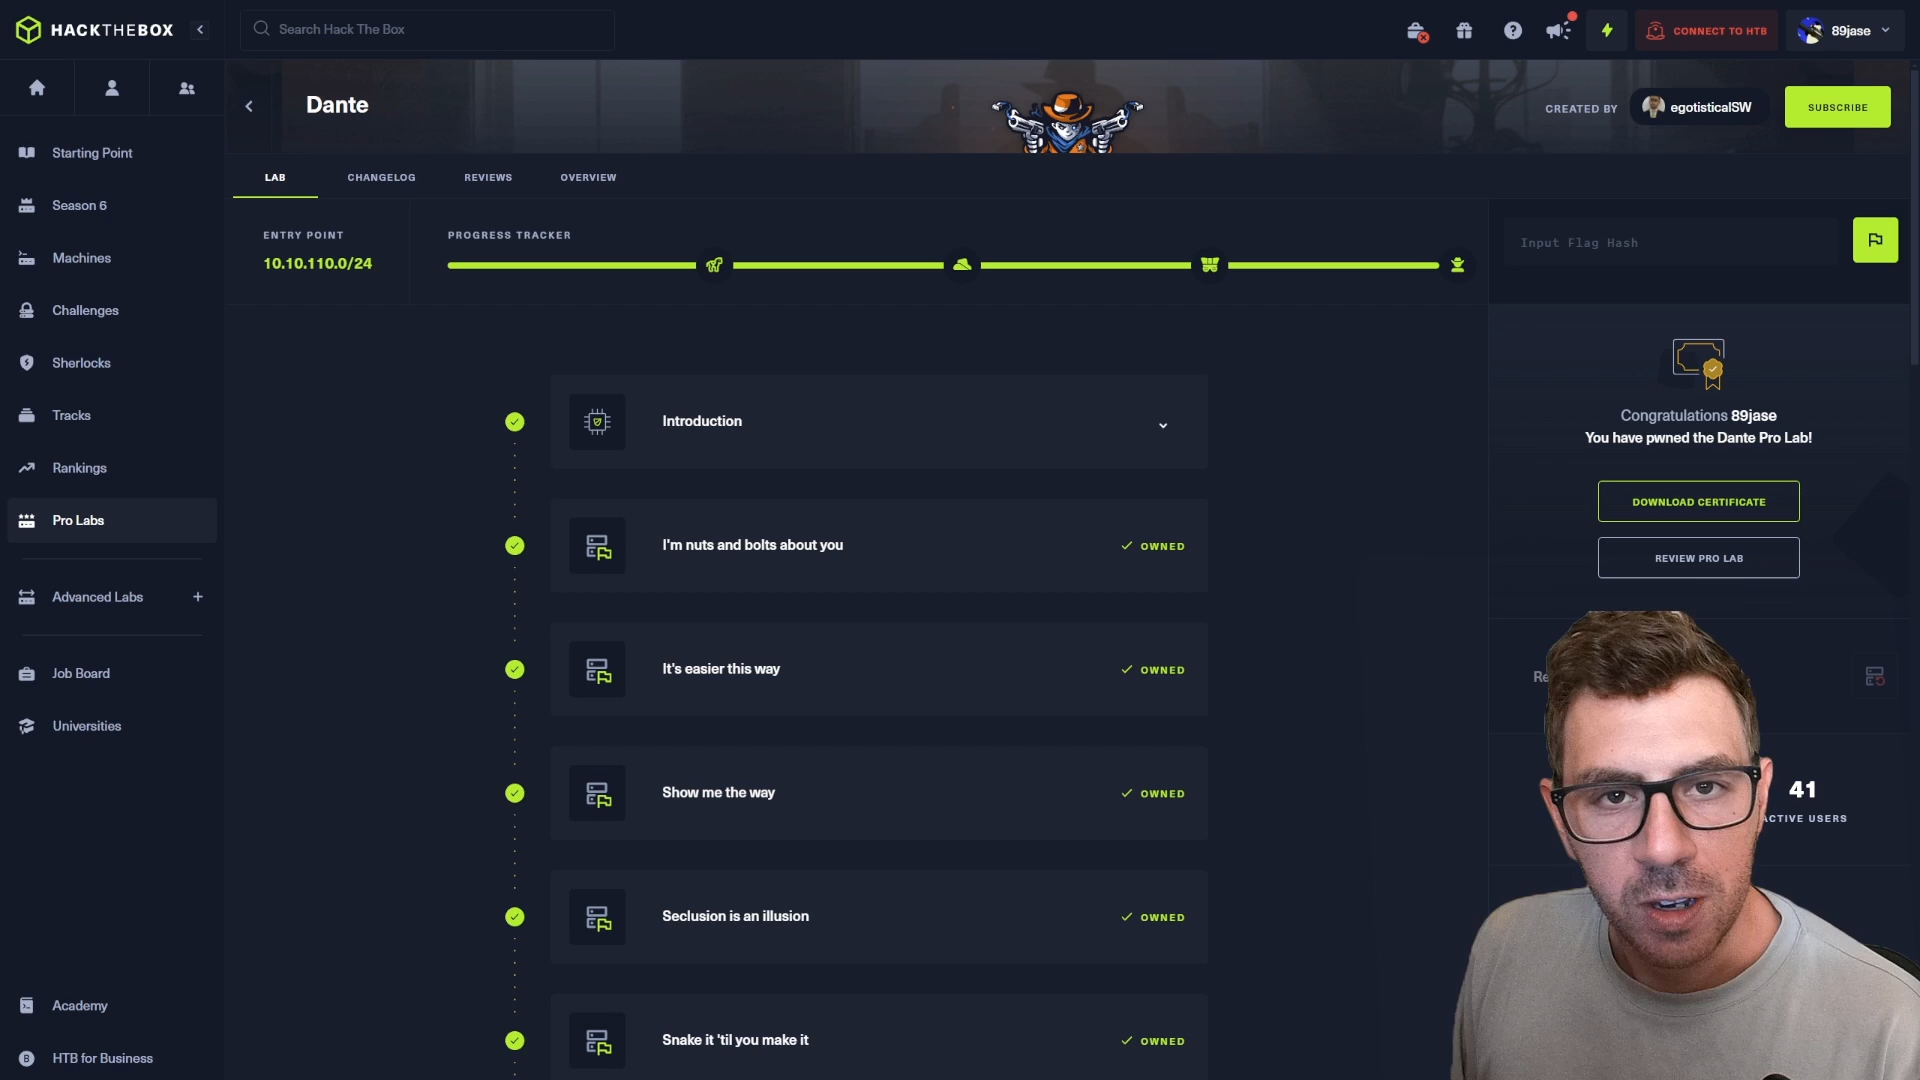 HACKTHEBOX
Search Hack The Box
CONNECT TO HTB
89jase
Starting Point
Season 6
Machines
Challenges
Sherlocks
Tracks
Rankings
Pro Labs
Advanced Labs
Job Board
Universities
Academy
HTB for Business
Dante
CREATED BY
egotisticalSW
SUBSCRIBE
LAB
CHANGELOG
REVIEWS
OVERVIEW
ENTRY POINT
10.10.110.0/24
PROGRESS TRACKER
Input Flag Hash
Introduction
I'm nuts and bolts about you
OWNED
It's easier this way
OWNED
Show me the way
OWNED
Seclusion is an illusion
OWNED
Snake it 'til you make it
OWNED
Congratulations 89jase
You have pwned the Dante Pro Lab!
DOWNLOAD CERTIFICATE
REVIEW PRO LAB
41
ACTIVE USERS